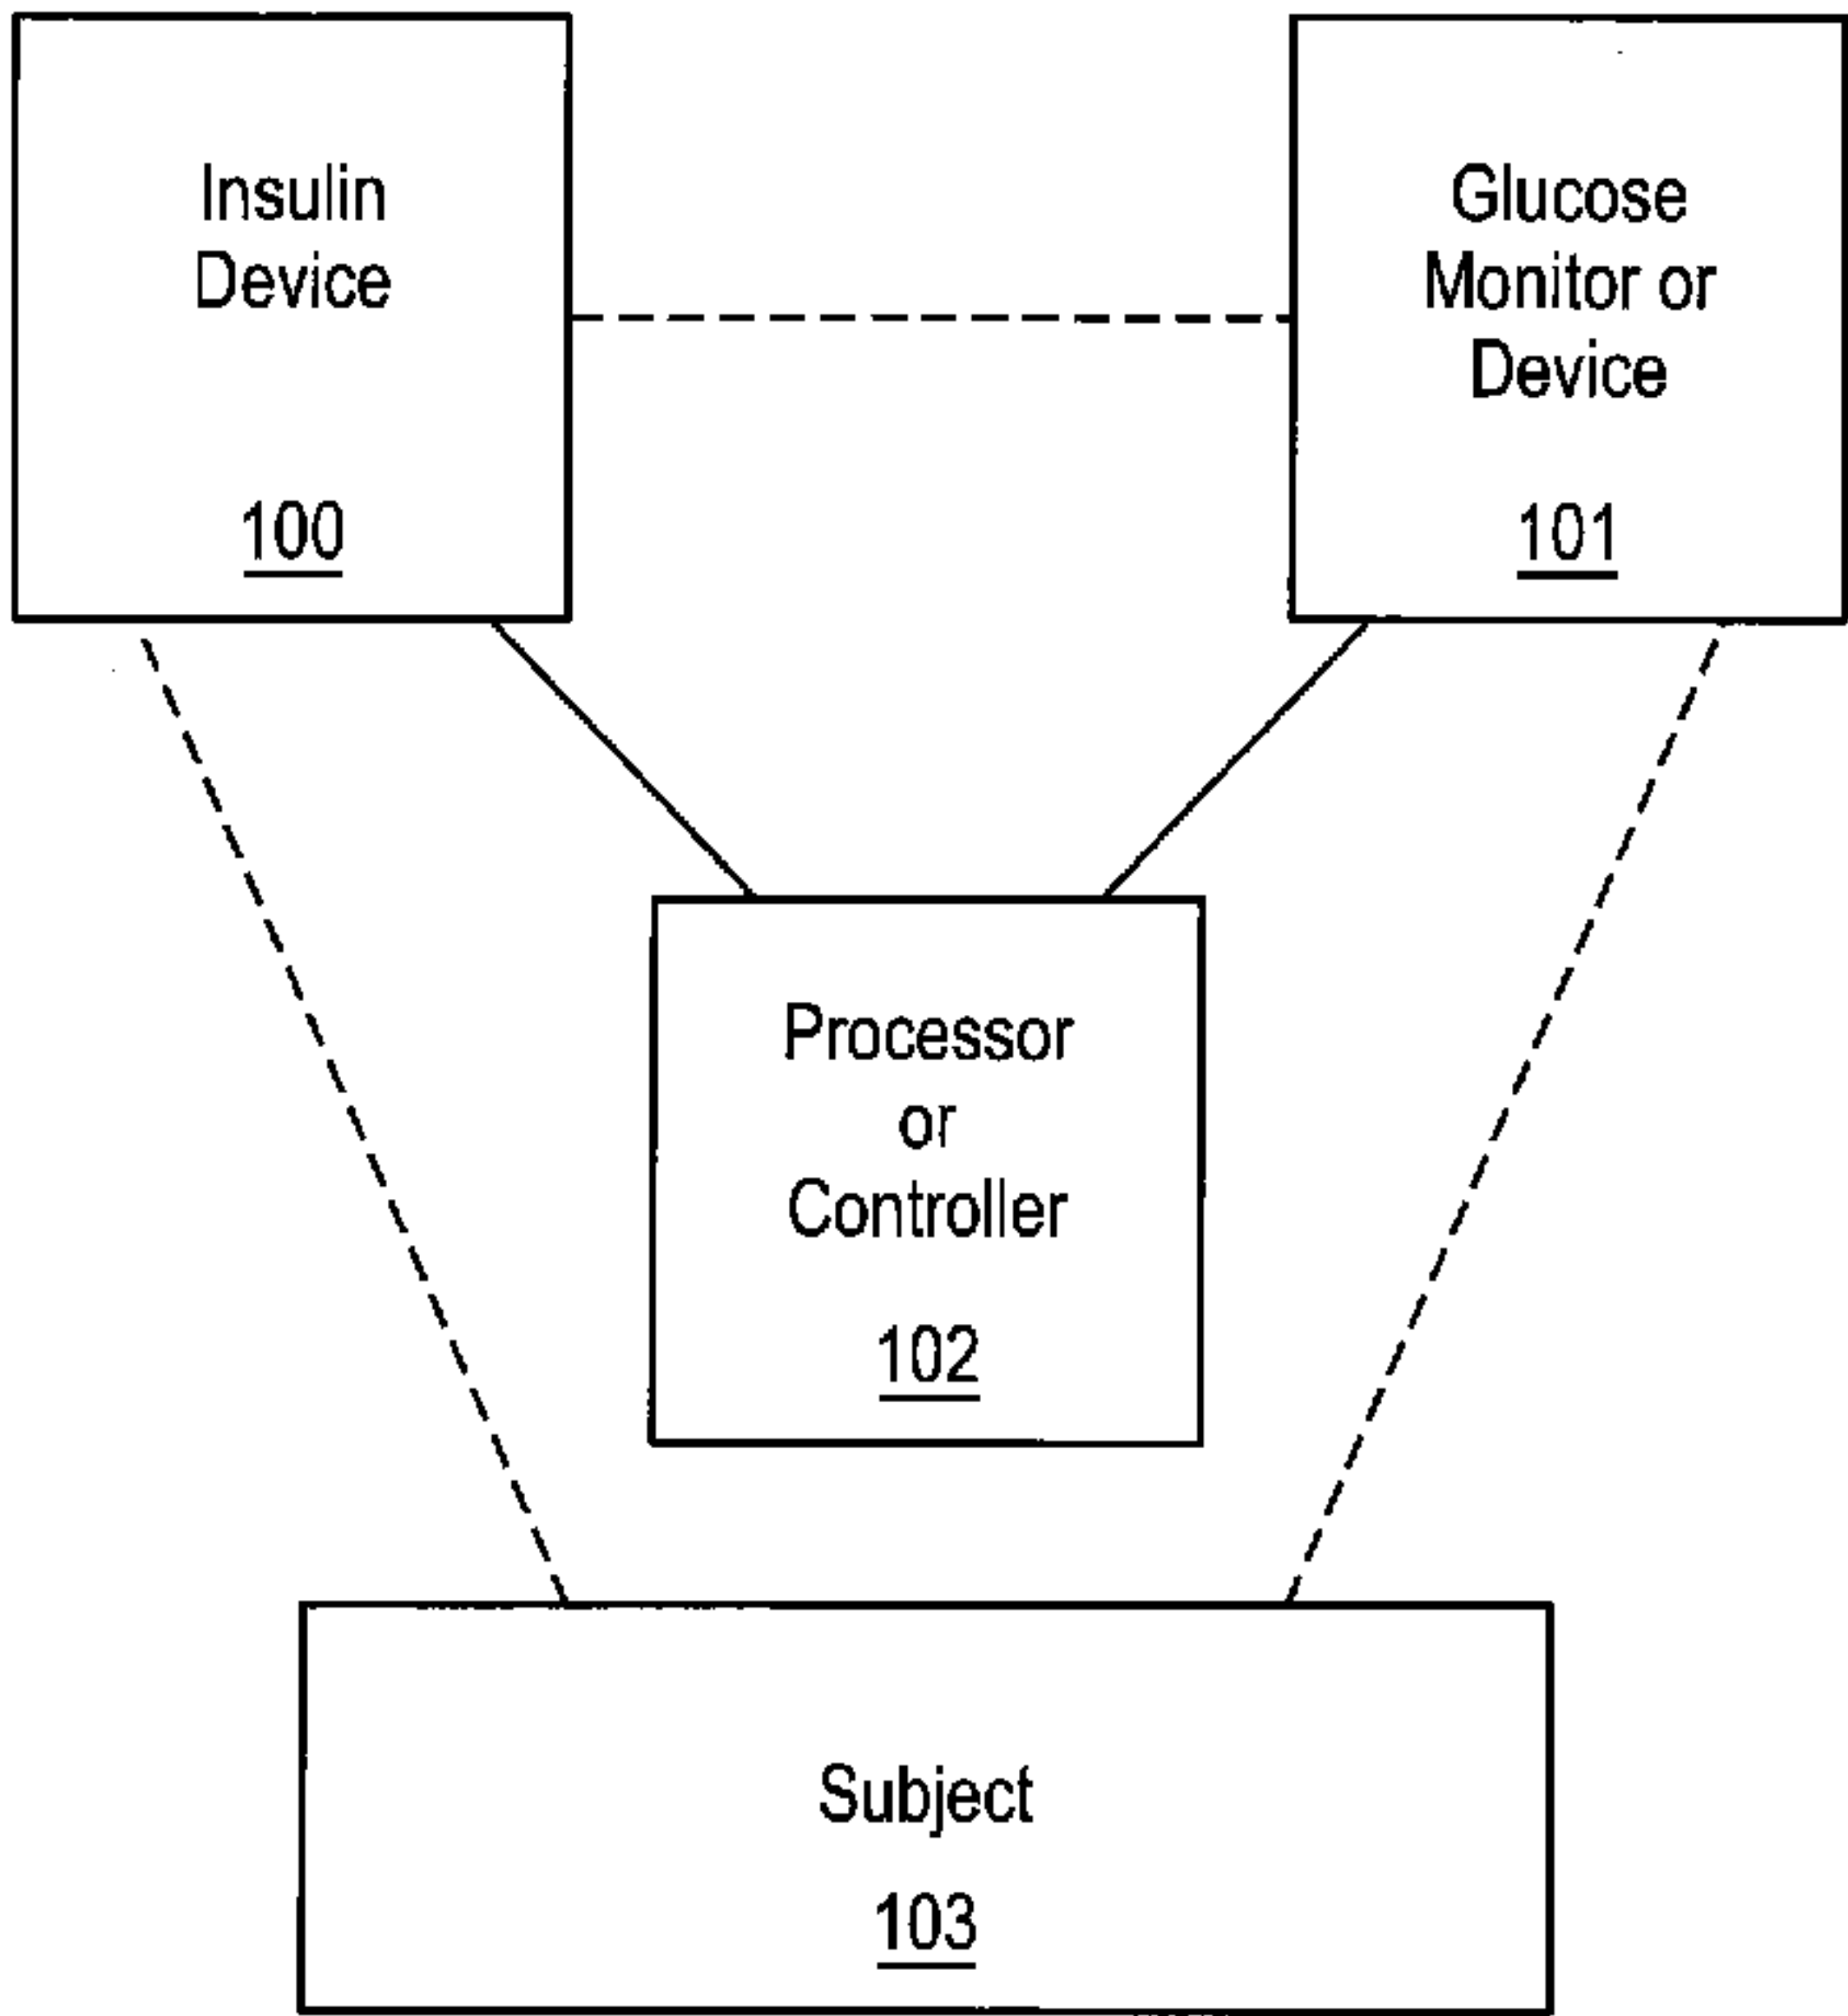 Insulin
Device
100
Glucose
Monitor or
Device
101
Processor
or
Controller
102
Subject
103